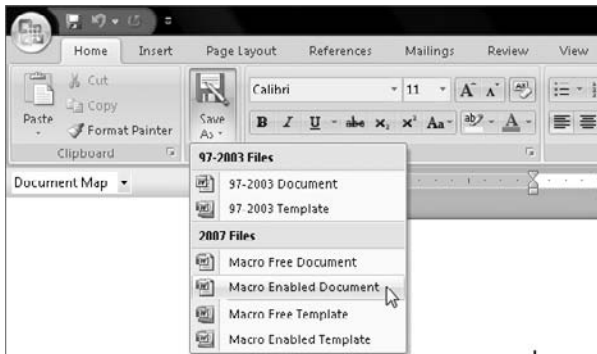 Home Insert Page Layout References Mailings Review View
Cut
Copy
Paste
Format Painter
Clipboard
Save
As
Calibri 11 A A
B I U abc x₂ x² Aa ab A
97-2003 Files
97-2003 Document
97-2003 Template
2007 Files
Macro Free Document
Macro Enabled Document
Macro Free Template
Macro Enabled Template
Document Map